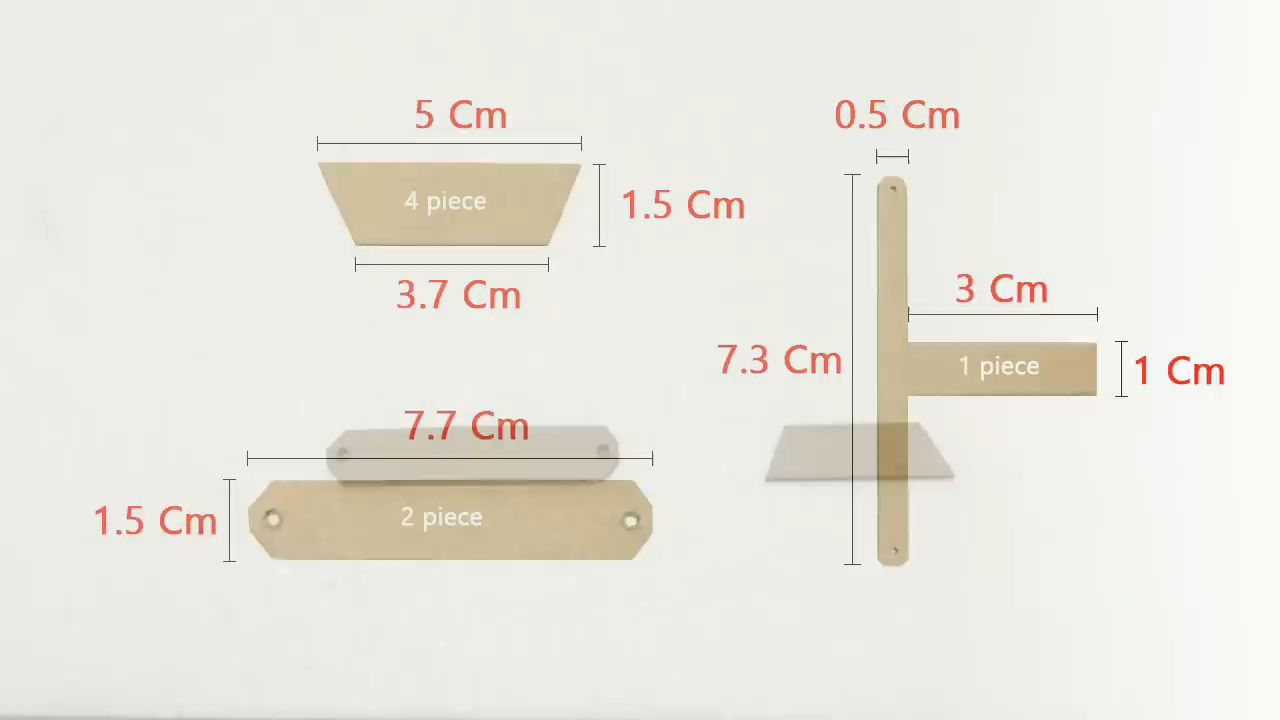 5 Cm
4 piece
1.5 Cm
3.7 Cm
0.5 Cm
3 Cm
7.3 Cm
1 piece
1 Cm
7.7 Cm
1.5 Cm
2 piece